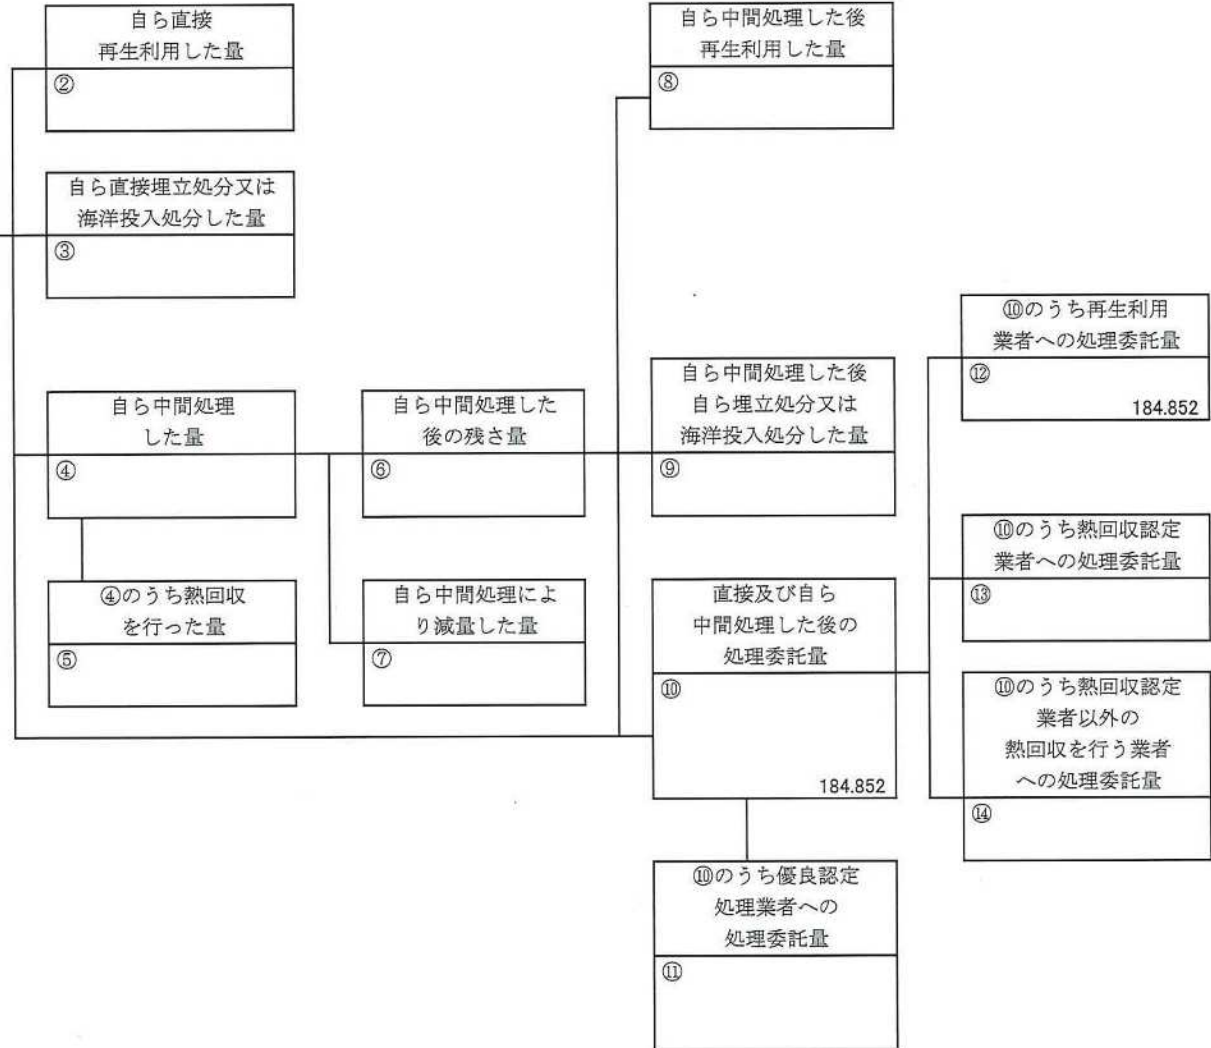 自ら直接
再生利用した量
②
自ら中間処理した後
再生利用した量
⑧
自ら直接埋立処分又は
海洋投入処分した量
③
⑩のうち再生利用
業者への処理委託量
⑫
184.852
自ら中間処理
した量
④
自ら中間処理した
後の残さ量
⑥
自ら中間処理した後
自ら埋立処分又は
海洋投入処分した量
⑨
⑩のうち熱回収認定
業者への処理委託量
⑬
④のうち熱回収
を行った量
⑤
自ら中間処理によ
り減量した量
⑦
直接及び自ら
中間処理した後の
処理委託量
⑩
184.852
⑩のうち熱回収認定
業者以外の
熱回収を行う業者
への処理委託量
⑭
⑩のうち優良認定
処理業者への
処理委託量
⑪